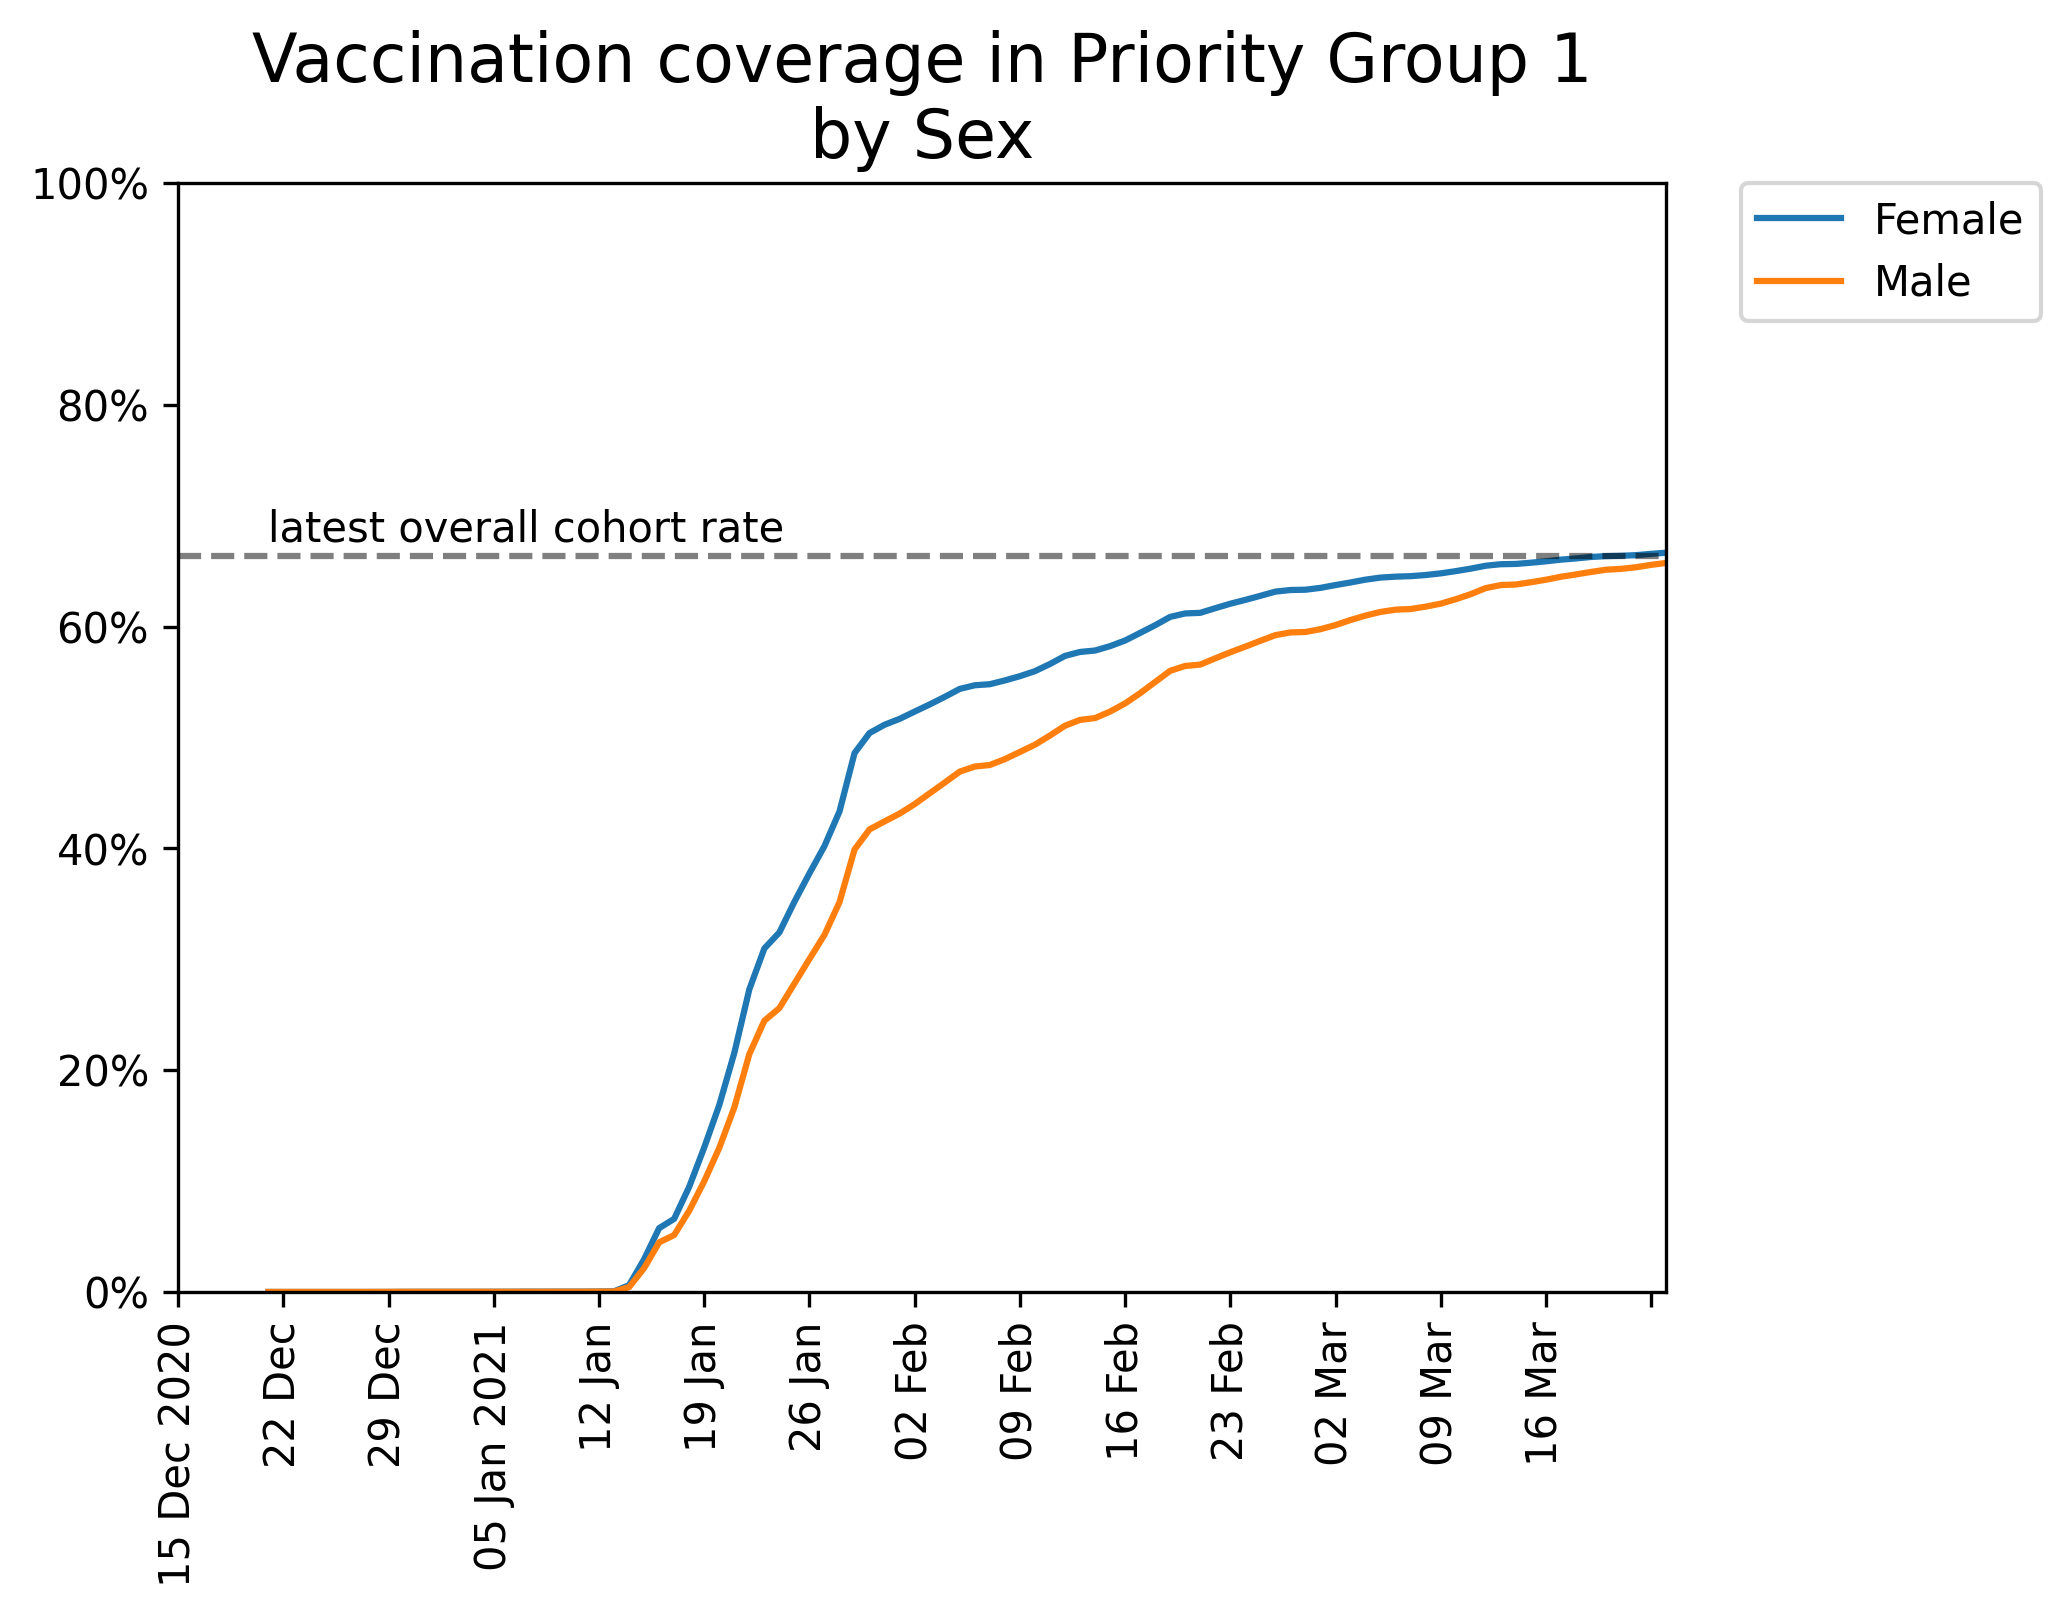 Vaccination coverage in Priority Group 1
by Sex
100%
80%
60%
40%
20%
0%
latest overall cohort rate
Female
Male
15 Dec 2020
22 Dec
29 Dec
05 Jan 2021
12 Jan
19 Jan
26 Jan
02 Feb
09 Feb
16 Feb
23 Feb
02 Mar
09 Mar
16 Mar